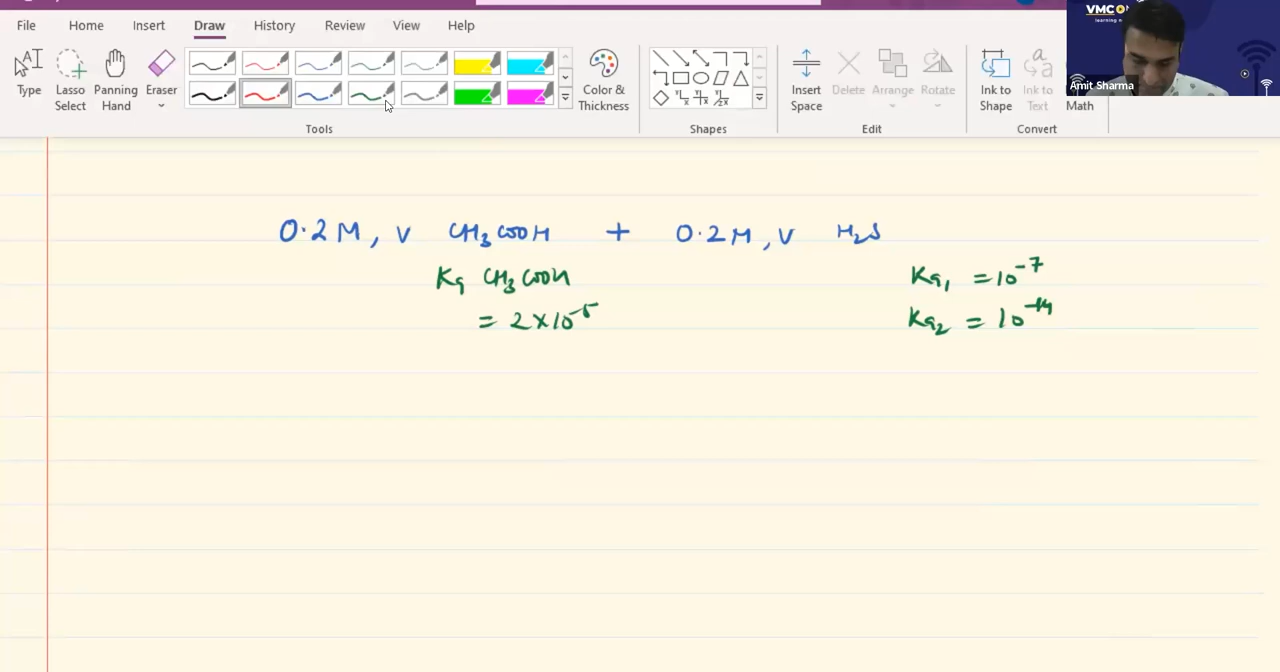 File Home Insert Draw History Review View Help
VMC
learning
Type
Lasso Select
Panning Hand
Eraser
Color & Thickness
Insert Space
Delete
Arrange
Rotate
Ink to Shape
Ink to Text
Math
Amit Sharma
Tools Shapes Edit Convert
0.2 M, V CH3COOH + 0.2 M, V H2S
Ka CH3COOH Ka1 = 10^-7
= 2×10^-5 Ka2 = 10^-14